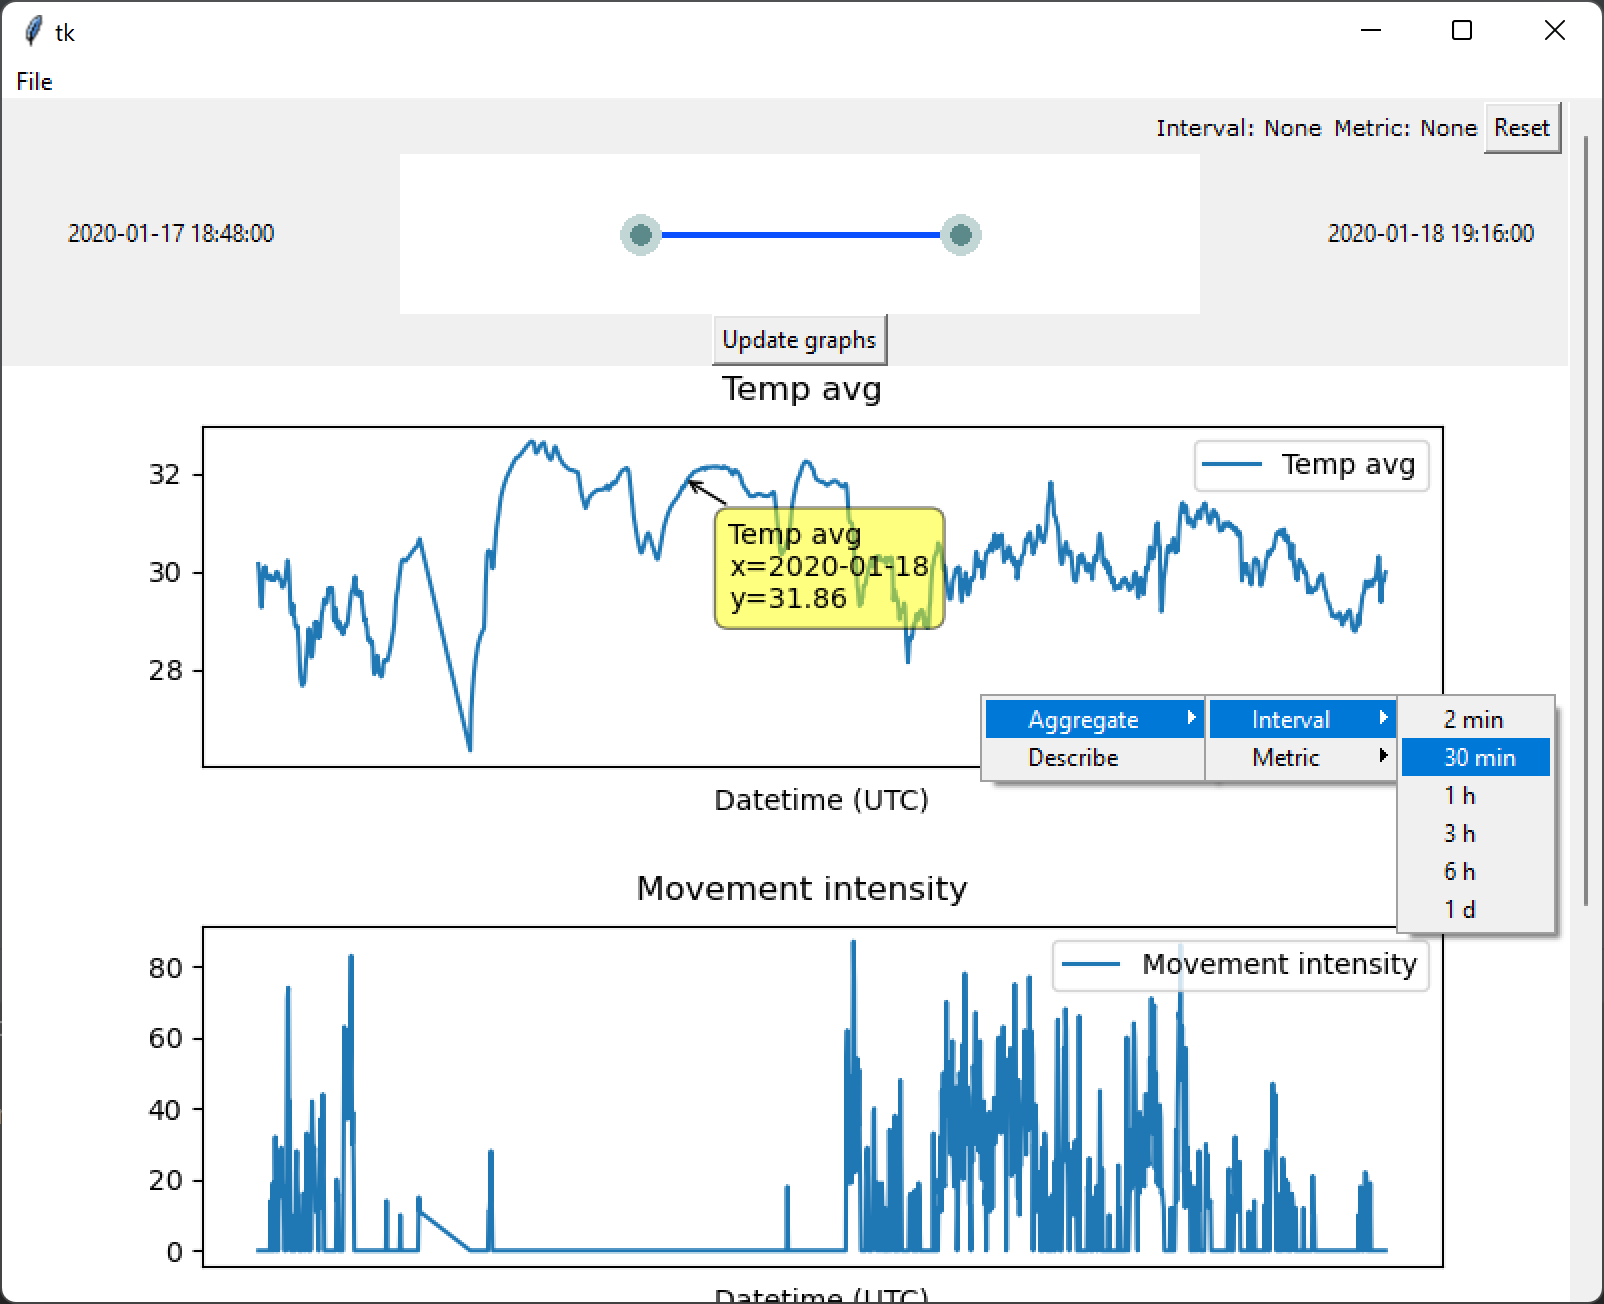 tk
File
Interval: None Metric: None Reset
2020-01-17 18:48:00
2020-01-18 19:16:00
Update graphs
Temp avg
32
30
28
Temp avg
Temp avg
x=2020-01-18
y=31.86
Aggregate
Describe
Interval
Metric
2 min
30 min
1 h
3 h
6 h
1 d
Datetime (UTC)
Movement intensity
80
60
40
20
0
Movement intensity
Datetime (UTC)